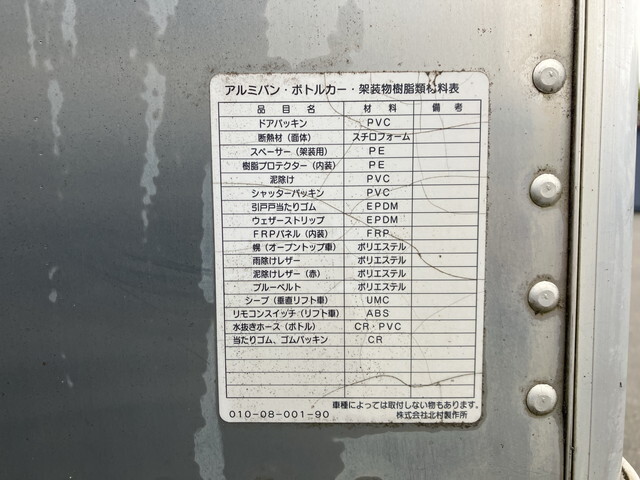 アルミバン・ボトルカー・架装物樹脂類材料表
品目名 材料 備考
ドアパッキン PVC
断熱材（面体） スチロフォーム
スペーサー（架装用） PE
樹脂プロテクター（内装） PE
泥除け PVC
シャッターパッキン PVC
引戸戸当たりゴム EPDM
ウェザーストリップ EPDM
FRPパネル（内装） FRP
幌（オープントップ車） ポリエステル
雨除けレザー ポリエステル
泥除けレザー（赤） ポリエステル
ブルーベルト ポリエステル
シーブ（垂直リフト車） UMC
リモコンスイッチ（リフト車） ABS
水抜きホース（ボトル） CR・PVC
当たりゴム、ゴムパッキン CR
車種によっては取付しない物もあります。
010-08-001-90 株式会社北村製作所